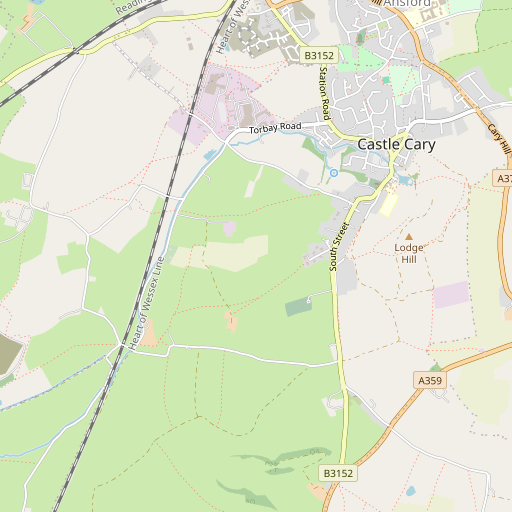 Reading
Heart of Wessex
Ansford
B3152
Station Road
Torbay Road
Castle Cary
Cary Hill
A37
South Street
Lodge
Hill
Heart of Wessex Line
A359
B3152